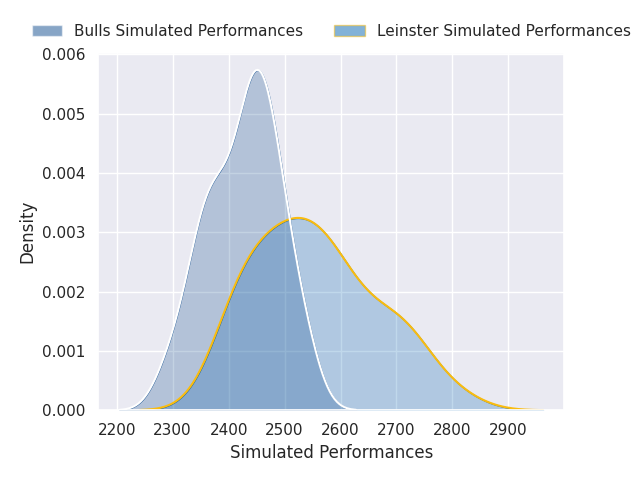 Bulls Simulated Performances Leinster Simulated Performances
0.006
0.005
0.004
0.003
0.002
0.001
0.000
Density
2200 2300 2400 2500 2600 2700 2800 2900
Simulated Performances